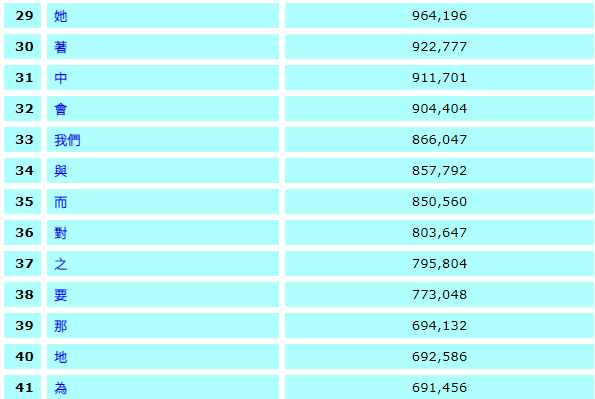 29 她 964,196
30 著 922,777
31 中 911,701
32 會 904,404
33 我們 866,047
34 與 857,792
35 而 850,560
36 對 803,647
37 之 795,804
38 要 773,048
39 那 694,132
40 地 692,586
41 為 691,456